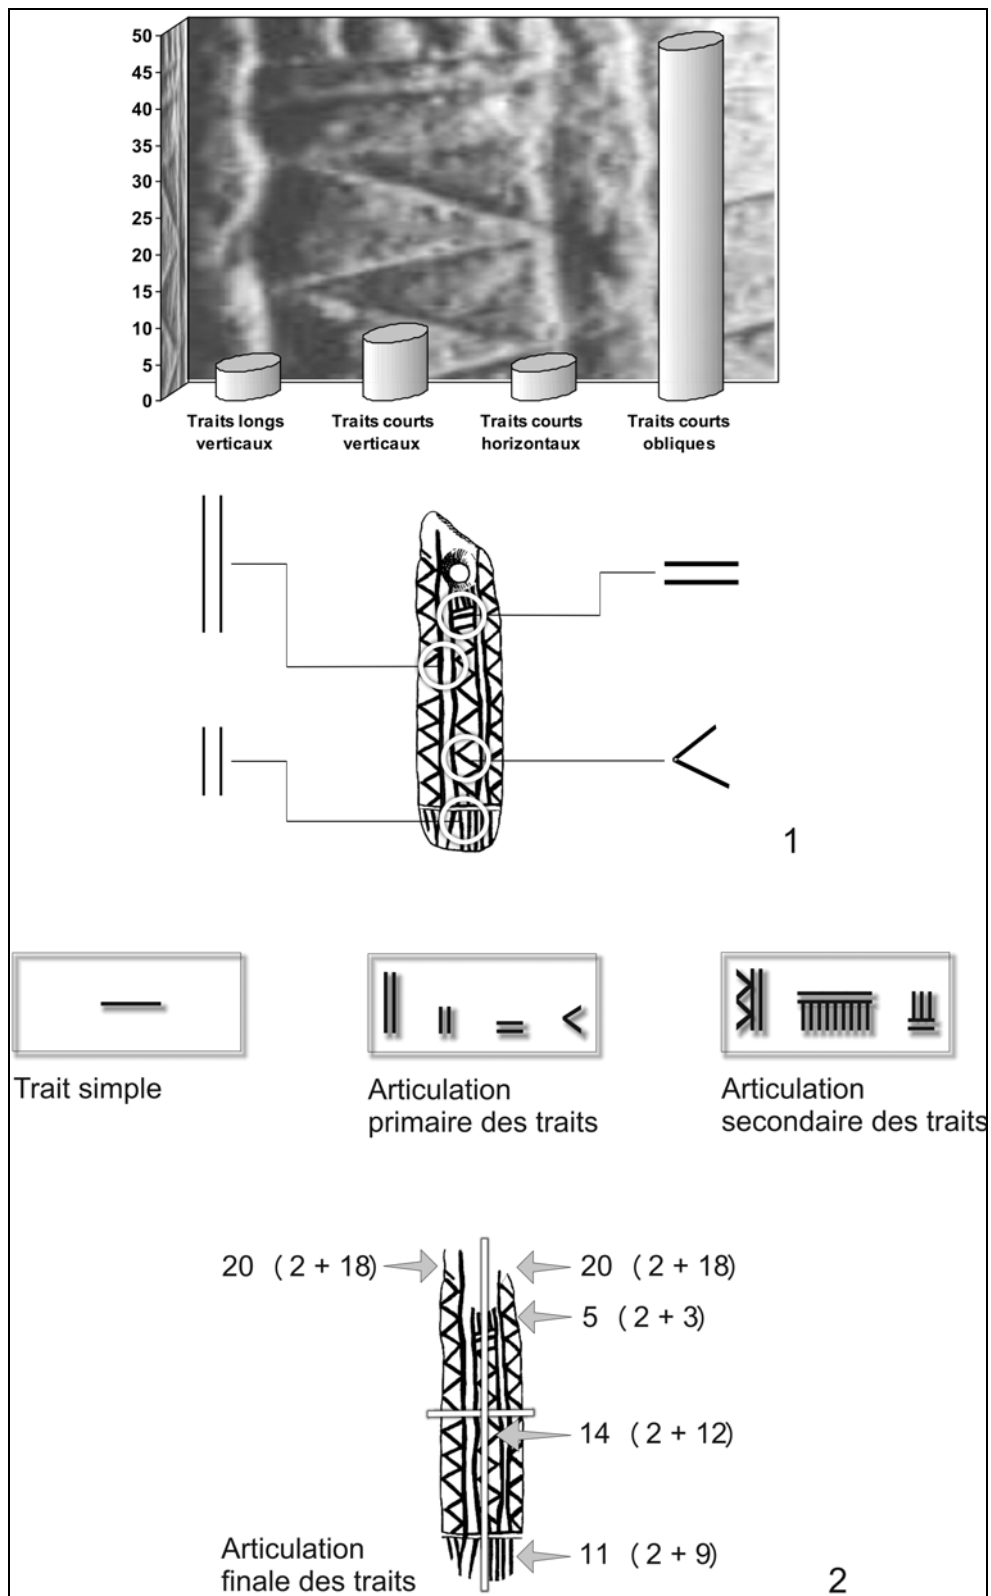 50
45
40
35
30
25
20
15
10
5
0
Traits longs verticaux
Traits courts verticaux
Traits courts horizontaux
Traits courts obliques
1
Trait simple
Articulation
primaire des traits
Articulation
secondaire des traits
20 (2 + 18)
20 (2 + 18)
5 (2 + 3)
14 (2 + 12)
11 (2 + 9)
Articulation
finale des traits
2